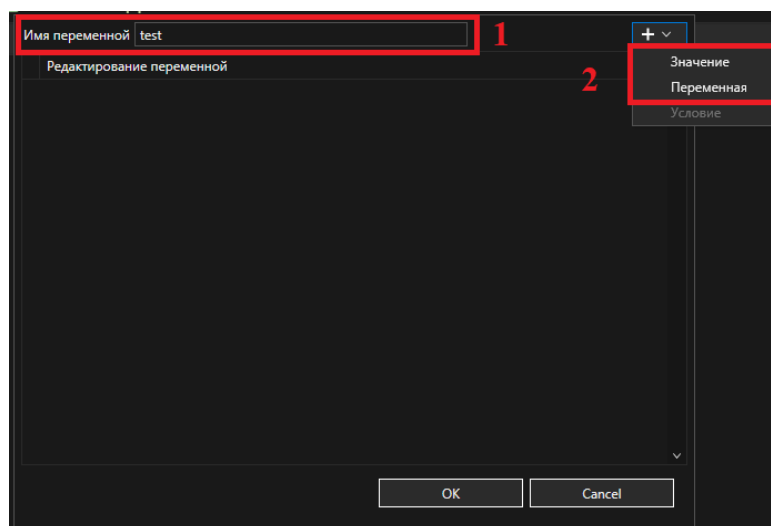 Имя переменной test 1 +
Значение
Редактирование переменной
2
Переменная
Условие
OK Cancel